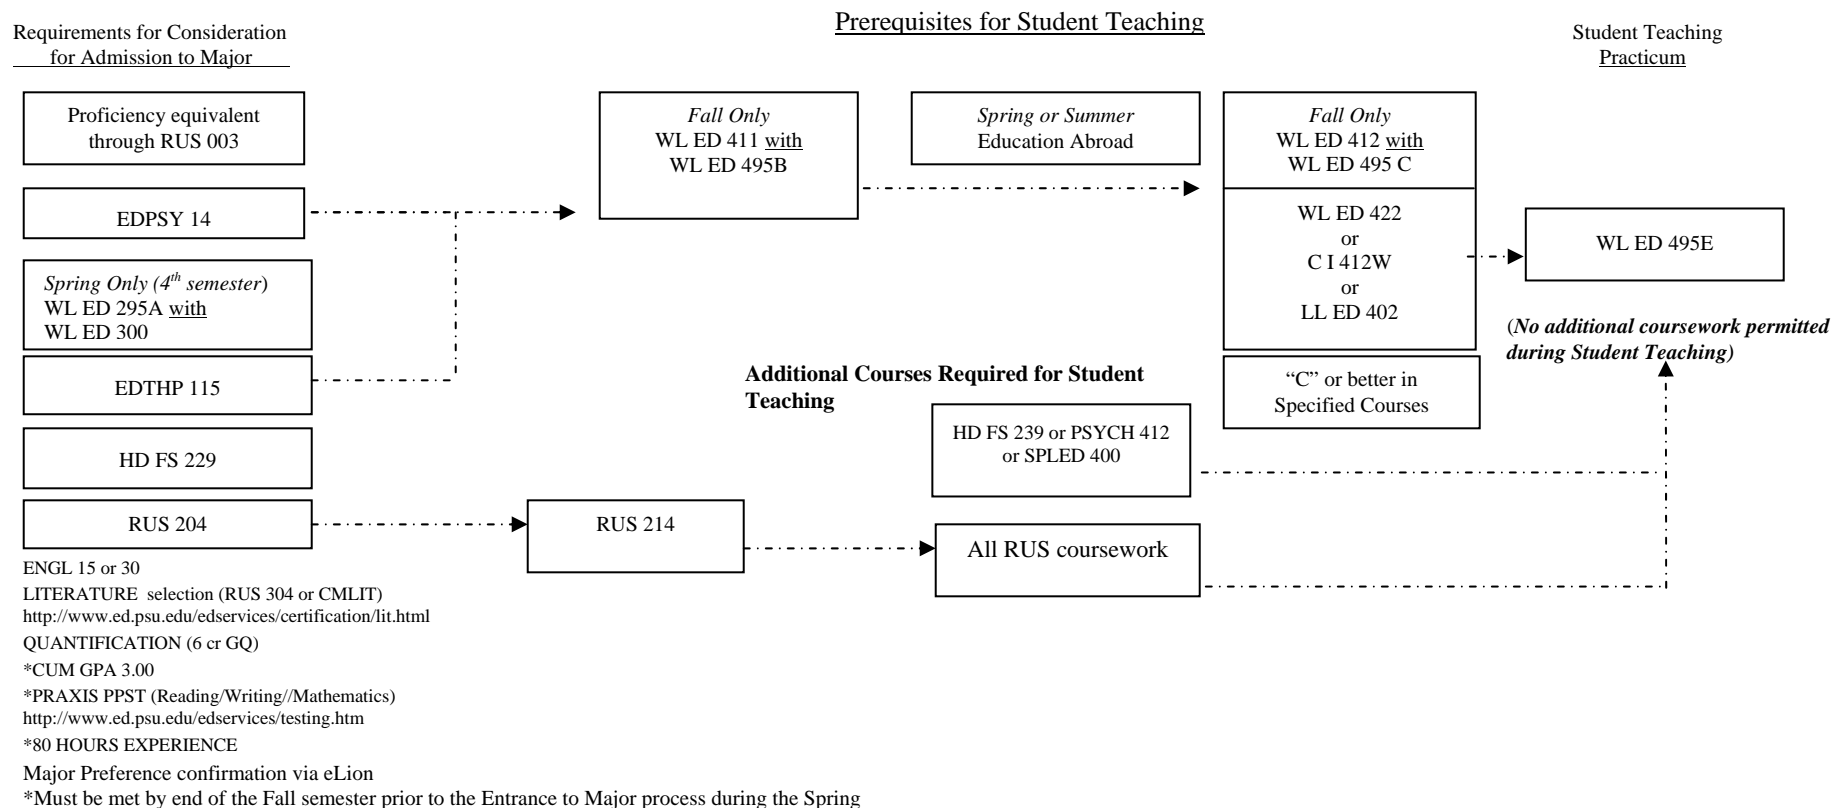 Prerequisites for Student Teaching
Requirements for Consideration
for Admission to Major
Student Teaching
Practicum
Proficiency equivalent
through RUS 003
EDPSY 14
Spring Only (4th semester)
WL ED 295A with
WL ED 300
EDTHP 115
HD FS 229
RUS 204
Fall Only
WL ED 411 with
WL ED 495B
Spring or Summer
Education Abroad
Fall Only
WL ED 412 with
WL ED 495 C
WL ED 422
or
C I 412W
or
LL ED 402
"C" or better in
Specified Courses
WL ED 495E
(No additional coursework permitted
during Student Teaching)
Additional Courses Required for Student
Teaching
HD FS 239 or PSYCH 412
or SPLED 400
RUS 214
All RUS coursework
ENGL 15 or 30
LITERATURE selection (RUS 304 or CMLIT)
http://www.ed.psu.edu/edservices/certification/lit.html
QUANTIFICATION (6 cr GQ)
*CUM GPA 3.00
*PRAXIS PPST (Reading/Writing//Mathematics)
http://www.ed.psu.edu/edservices/testing.htm
*80 HOURS EXPERIENCE
Major Preference confirmation via eLion
*Must be met by end of the Fall semester prior to the Entrance to Major process during the Spring